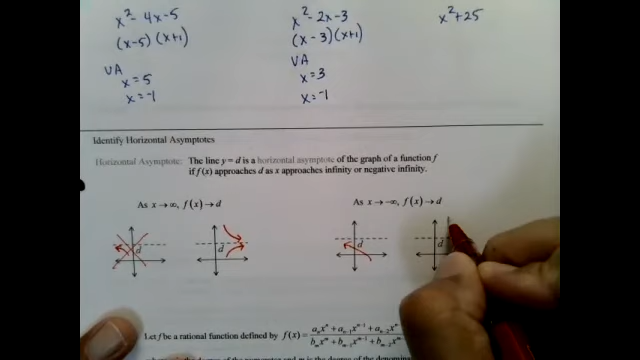 x² - 4x - 5
(x-5)(x+1)
VA
x = 5
x = -1
x² - 2x - 3
(x-3)(x+1)
VA
x = 3
x = -1
x² + 25
Identify Horizontal Asymptotes
Horizontal Asymptote: The line y = d is a horizontal asymptote of the graph of a function f
if f(x) approaches d as x approaches infinity or negative infinity.
As x→∞, f(x)→d
As x→-∞, f(x)→d
d
d
d
d
Let f be a rational function defined by f(x) =